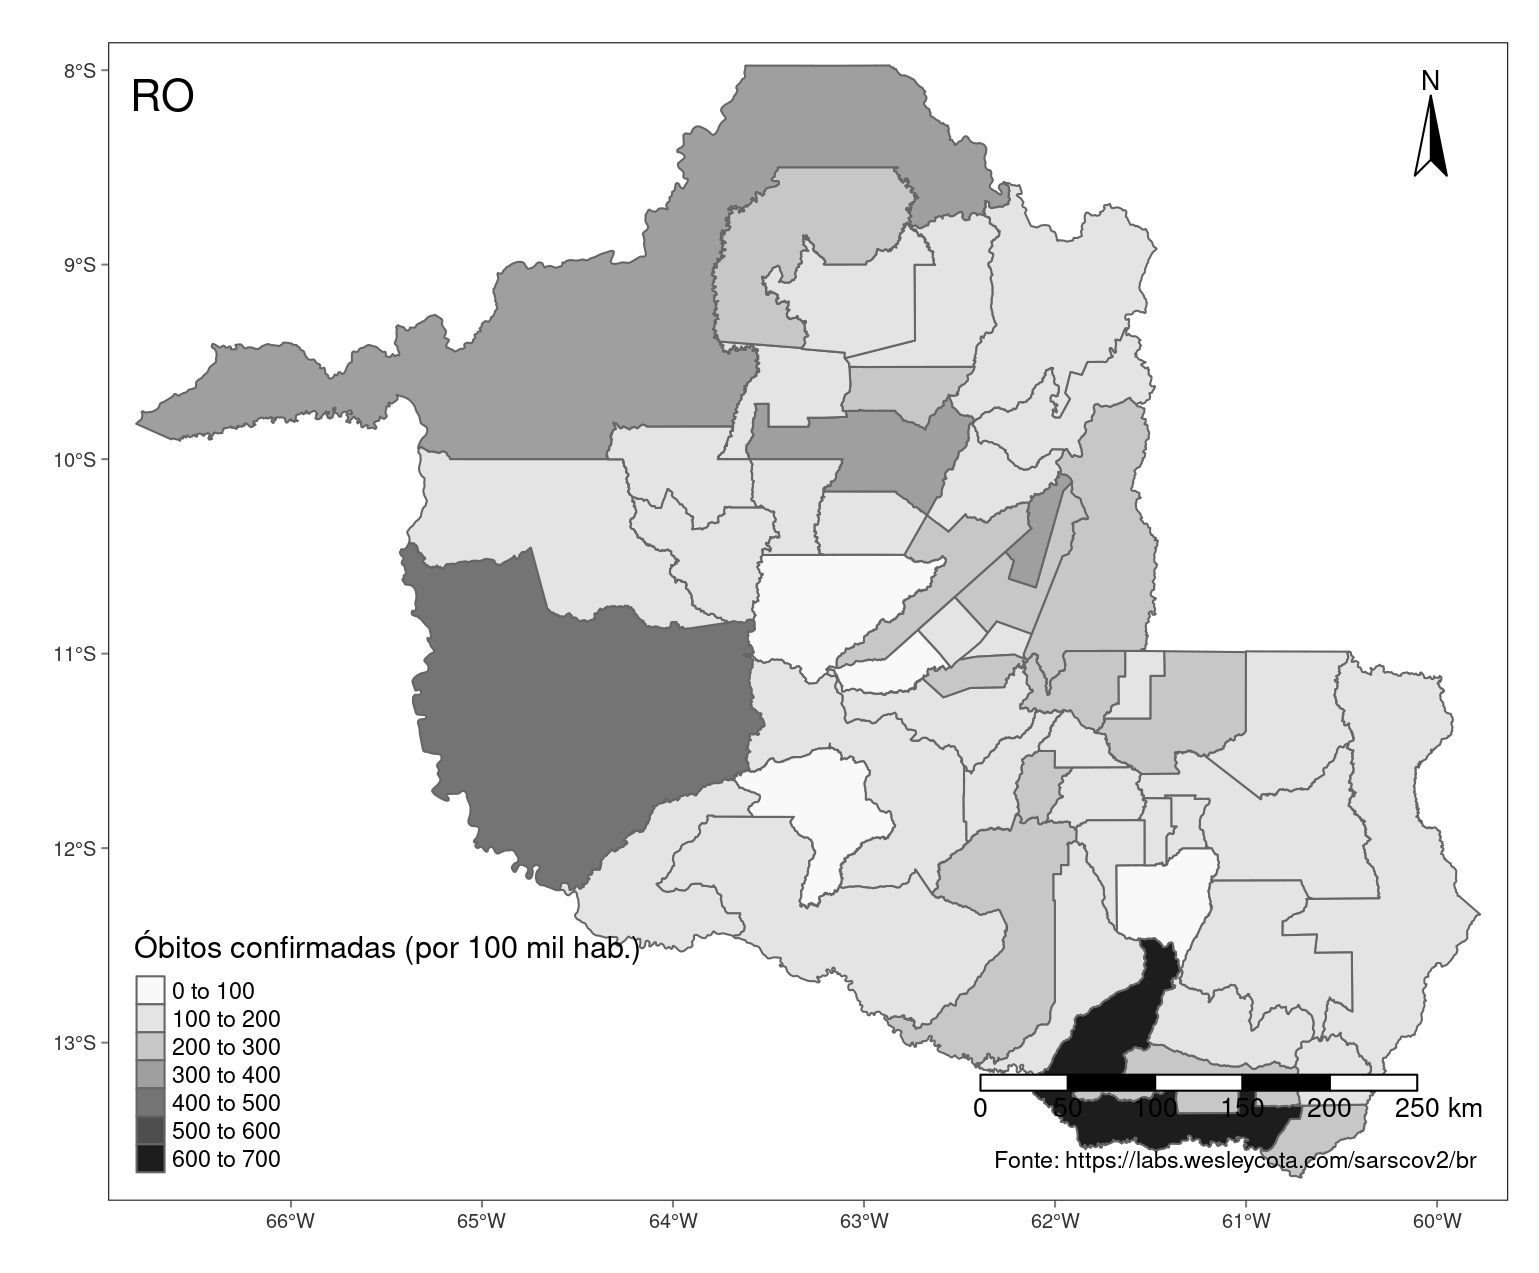 RO
N
8°S
9°S
10°S
11°S
12°S
13°S
Óbitos confirmadas (por 100 mil hab.)
0 to 100
100 to 200
200 to 300
300 to 400
400 to 500
500 to 600
600 to 700
0 50 100 150 200 250 km
Fonte: https://labs.wesleycota.com/sarscov2/br
66°W 65°W 64°W 63°W 62°W 61°W 60°W